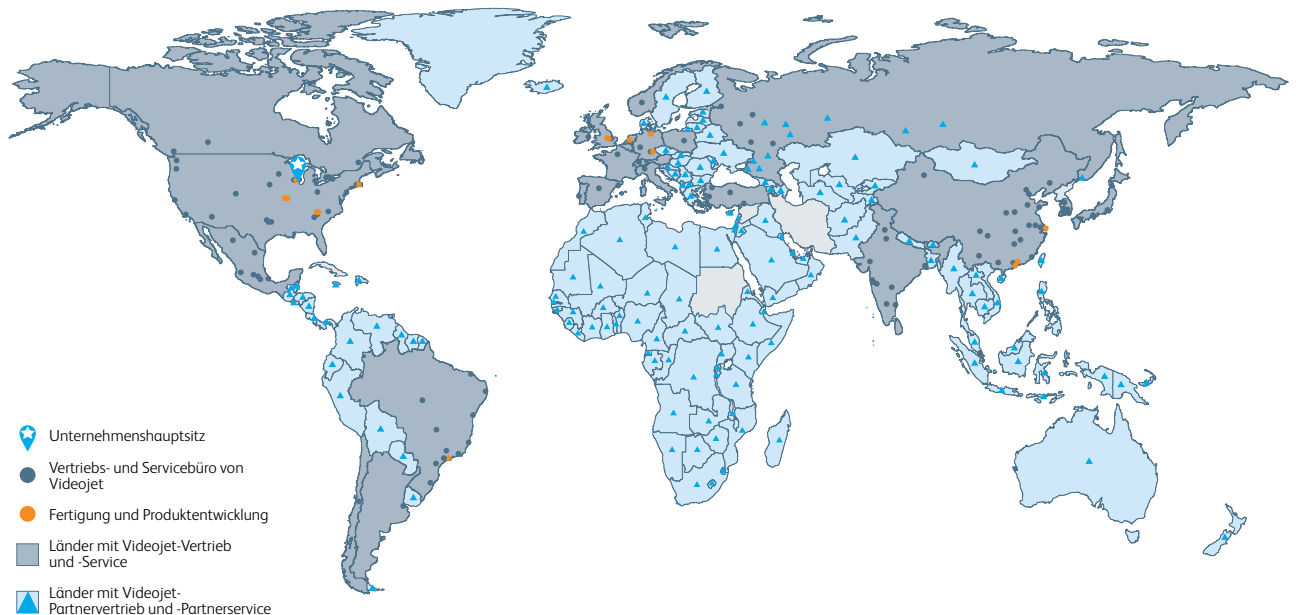 Unternehmenshauptsitz
Vertriebs- und Servicebüro von
Videojet
Fertigung und Produktentwicklung
Länder mit Videojet-Vertrieb
und -Service
Länder mit Videojet-
Partnervertrieb und -Partnerservice